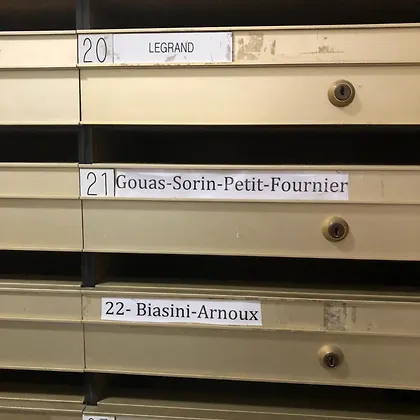 20 LEGRAND
21 Gouas-Sorin-Petit-Fournier
22- Biasini-Arnoux